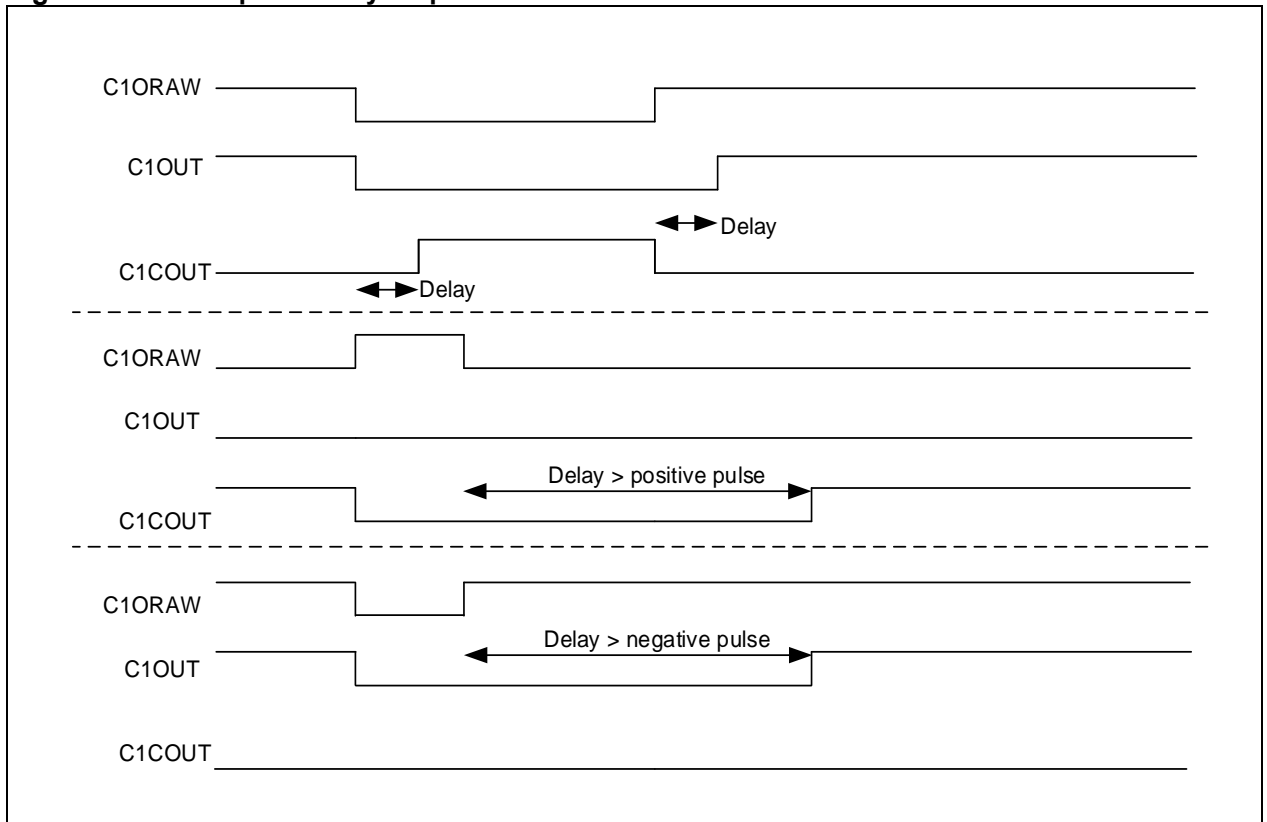 C1ORAW
C1OUT
Delay
C1COUT
Delay
C1ORAW
C1OUT
Delay > positive pulse
C1COUT
C1ORAW
Delay > negative pulse
C1OUT
C1COUT